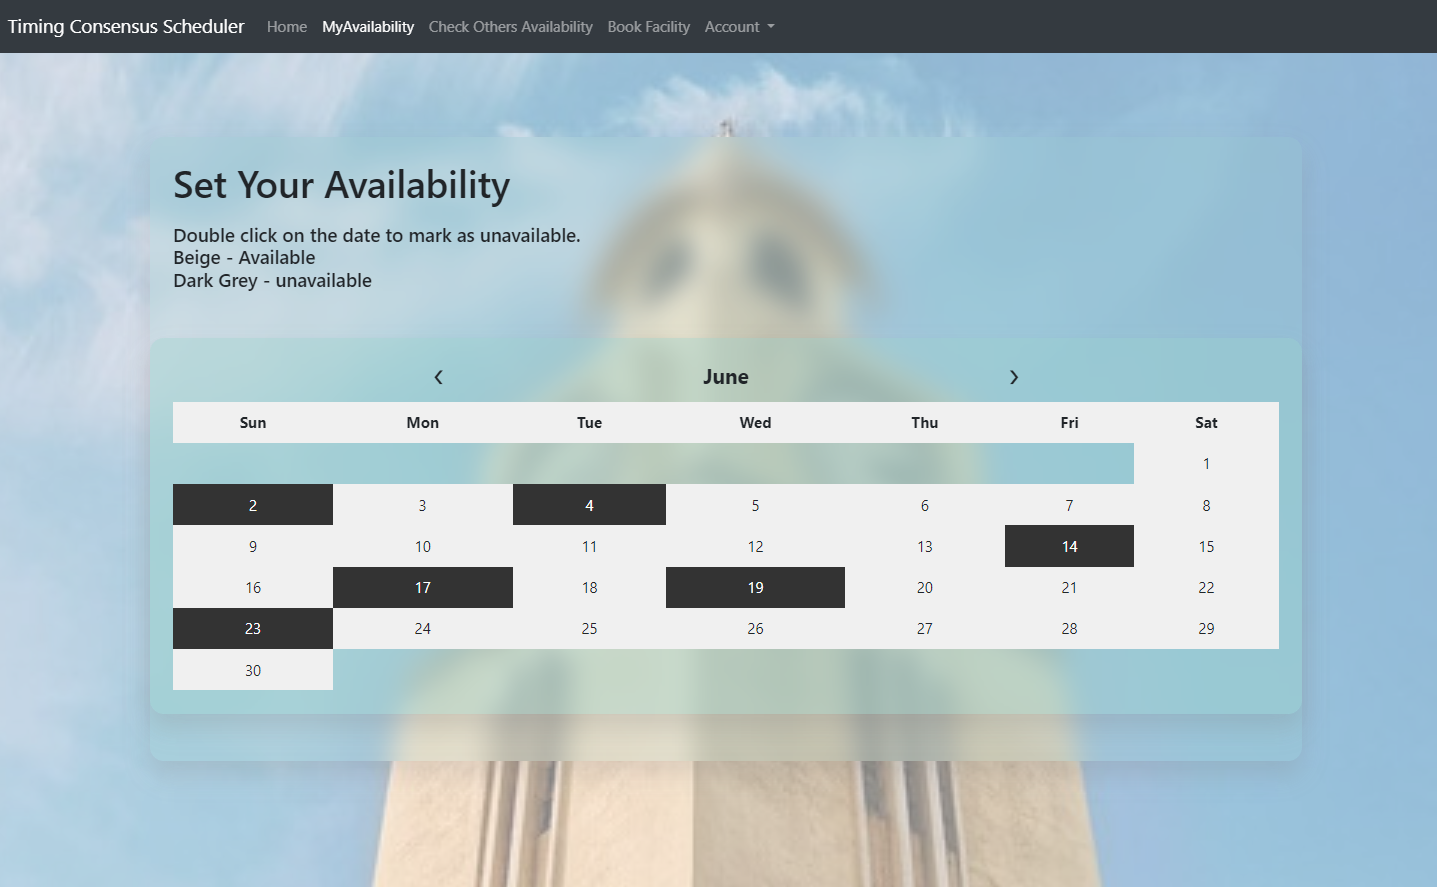 Timing Consensus Scheduler Home MyAvailability Check Others Availability Book Facility Account
Set Your Availability
Double click on the date to mark as unavailable.
Beige - Available
Dark Grey - unavailable
‹ June ›
Sun Mon Tue Wed Thu Fri Sat
1
2 3 4 5 6 7 8
9 10 11 12 13 14 15
16 17 18 19 20 21 22
23 24 25 26 27 28 29
30